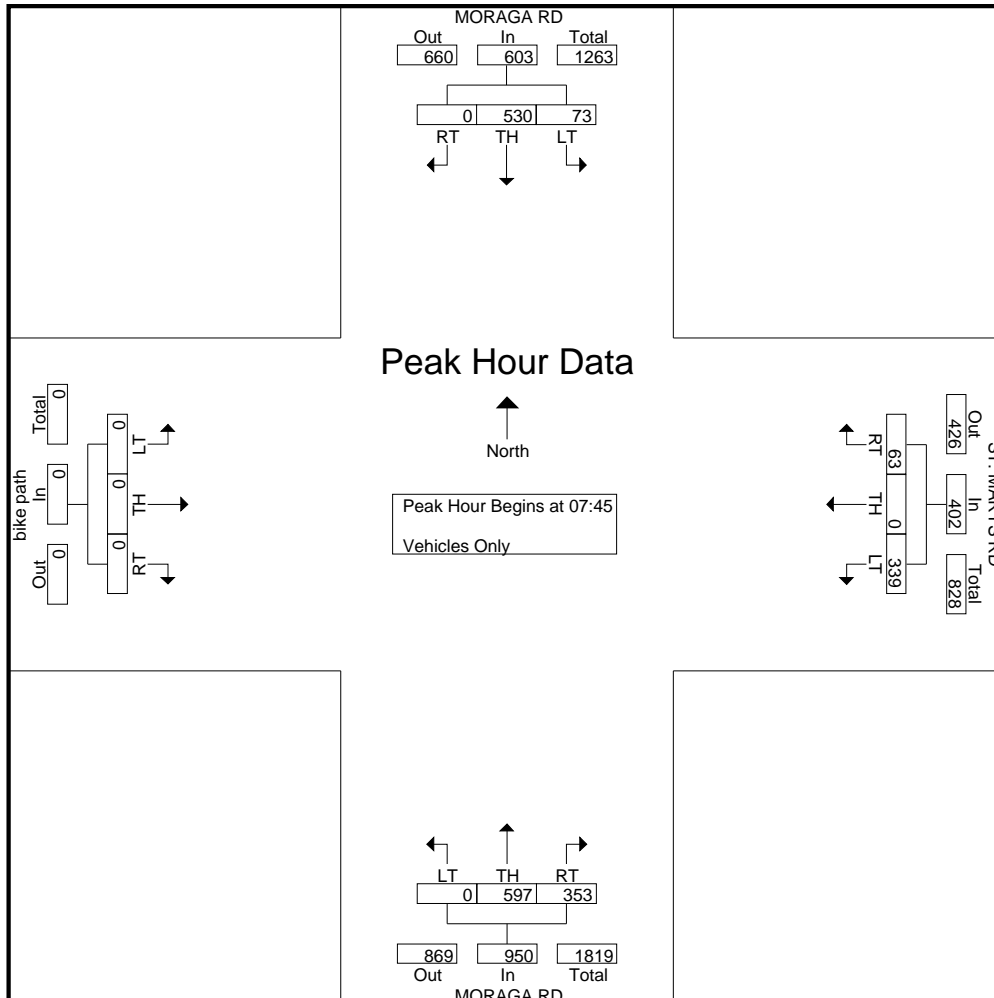 MORAGA RD
Out In Total
660 603 1263
0 530 73
RT TH LT
Peak Hour Data
North
Peak Hour Begins at 07:45
Vehicles Only
bike path
Out In Total
0 0 0
0 0 0
RT TH LT
Out In Total
426 402 828
63 0 339
RT TH LT
LT TH RT
0 597 353
869 950 1819
Out In Total
MORAGA RD